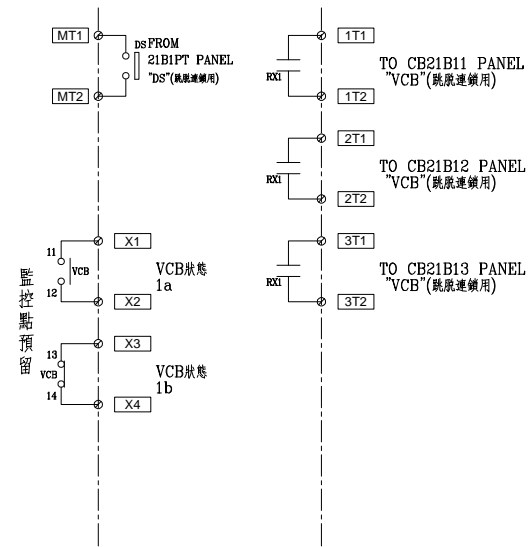 MT1
DS FROM
21B1PT PANEL
"DS"(跳脫連鎖用)
MT2
監控點預留
11
VCB
12
X1
VCB狀態
1a
X2
13
VCB
14
X3
VCB狀態
1b
X4
1T1
RX1
TO CB21B11 PANEL
"VCB"(跳脫連鎖用)
1T2
2T1
RX1
TO CB21B12 PANEL
"VCB"(跳脫連鎖用)
2T2
3T1
RX1
TO CB21B13 PANEL
"VCB"(跳脫連鎖用)
3T2